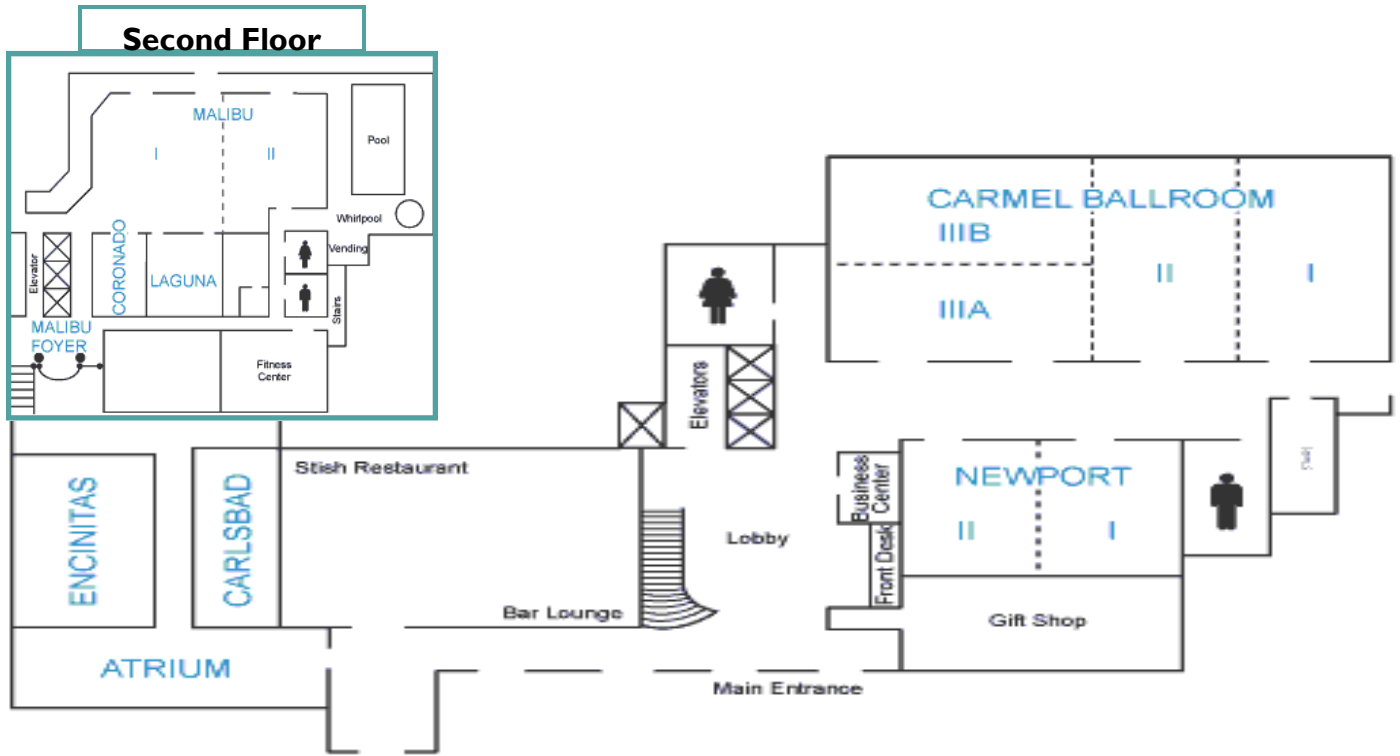 Second Floor
MALIBU
I
II
Pool
Whirlpool
Vending
Elevator
CORONADO
LAGUNA
Stairs
MALIBU
FOYER
Fitness
Center
CARMEL BALLROOM
IIIB
II
I
IIIA
Elevators
Stish Restaurant
ENCINITAS
CARLSBAD
Business
Center
NEWPORT
II
I
Lobby
Front Desk
Bar Lounge
Gift Shop
ATRIUM
Main Entrance